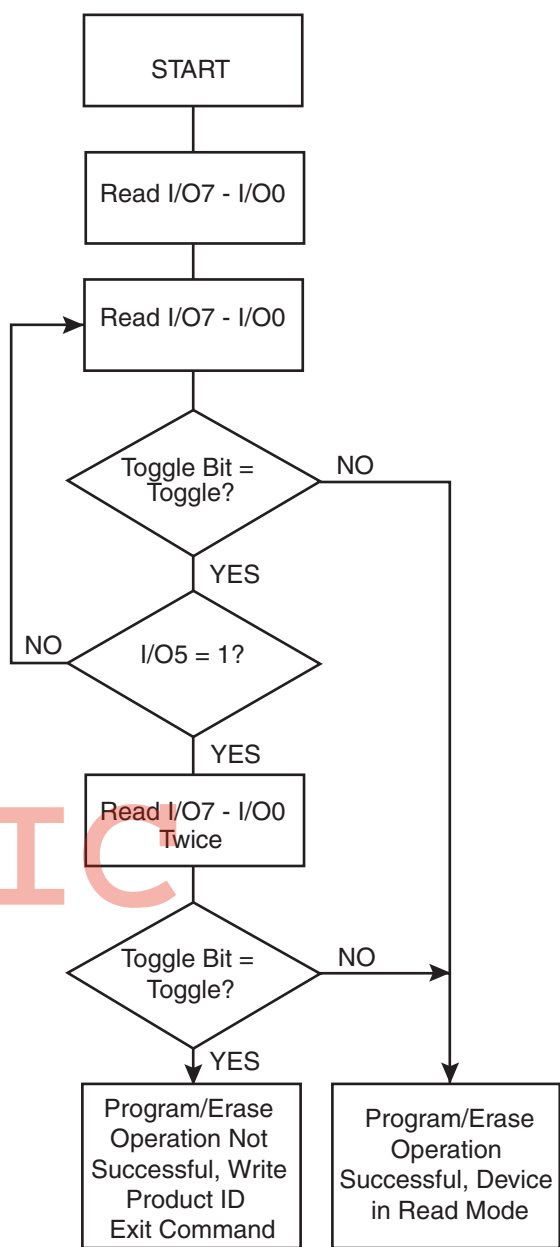 START
Read I/O7 - I/O0
Read I/O7 - I/O0
Toggle Bit =
Toggle?
NO
YES
NO
I/O5 = 1?
YES
Read I/O7 - I/O0
Twice
IC
Toggle Bit =
Toggle?
NO
YES
Program/Erase
Operation Not
Successful, Write
Product ID
Exit Command
Program/Erase
Operation
Successful, Device
in Read Mode